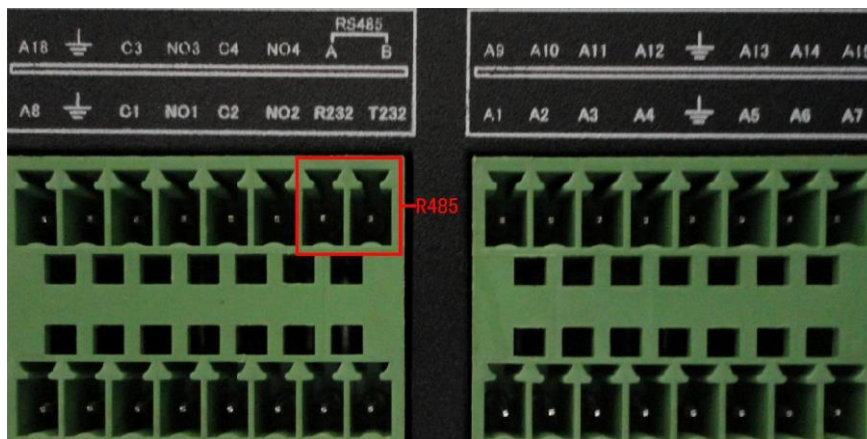 RS485
A18 C3 NO3 C4 NO4 A B
A8 C1 NO1 C2 NO2 R232 T232
A9 A10 A11 A12 A13 A14 A15
A1 A2 A3 A4 A5 A6 A7
R485